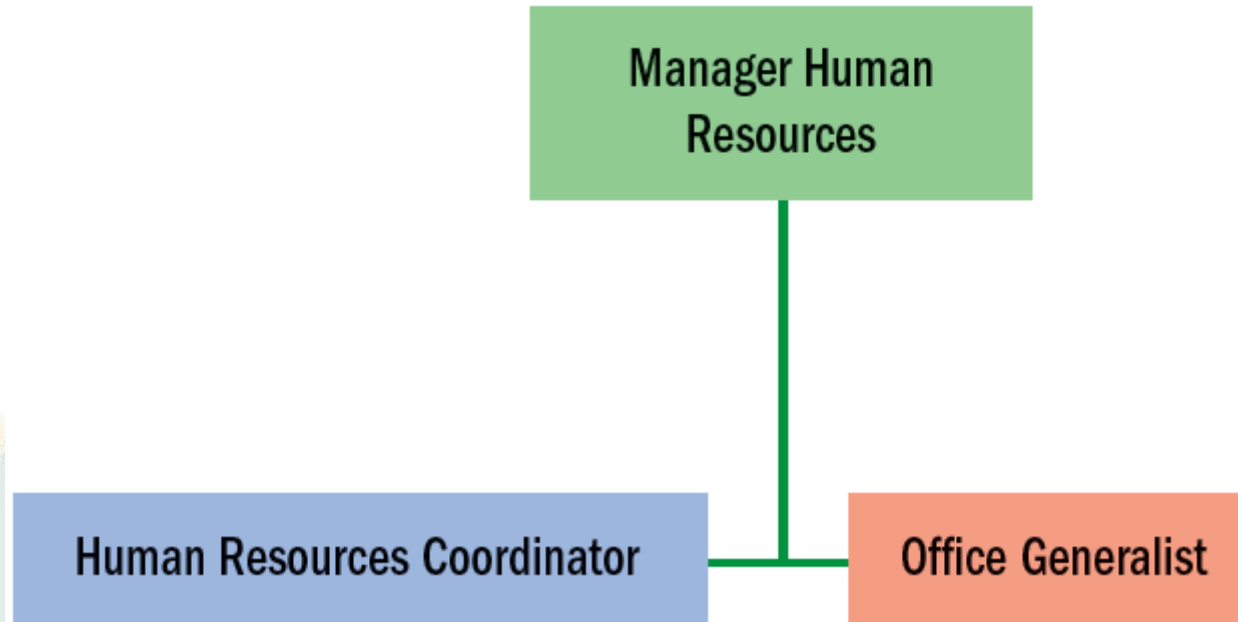 Manager Human
Resources
Human Resources Coordinator
Office Generalist